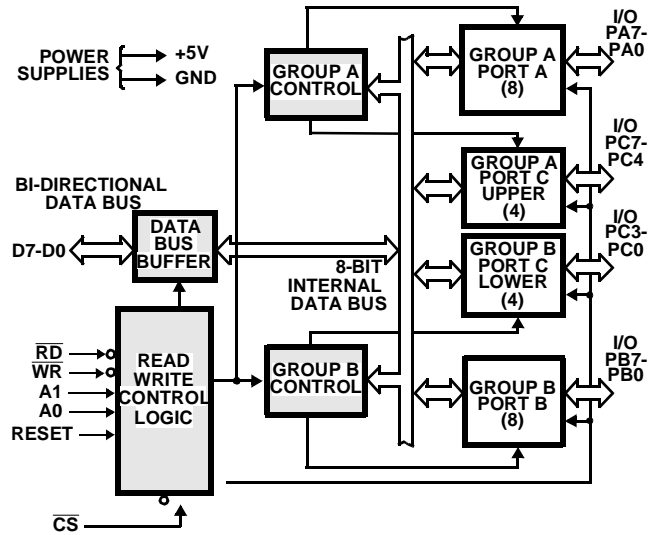 POWER
SUPPLIES
+5V
GND
GROUP A
CONTROL
GROUP A
PORT A
(8)
I/O
PA7-
PA0
GROUP A
PORT C
UPPER
(4)
I/O
PC7-
PC4
BI-DIRECTIONAL
DATA BUS
D7-D0
DATA
BUS
BUFFER
8-BIT
INTERNAL
DATA BUS
GROUP B
PORT C
LOWER
(4)
I/O
PC3-
PC0
RD
WR
A1
A0
RESET
READ
WRITE
CONTROL
LOGIC
GROUP B
CONTROL
GROUP B
PORT B
(8)
I/O
PB7-
PB0
CS